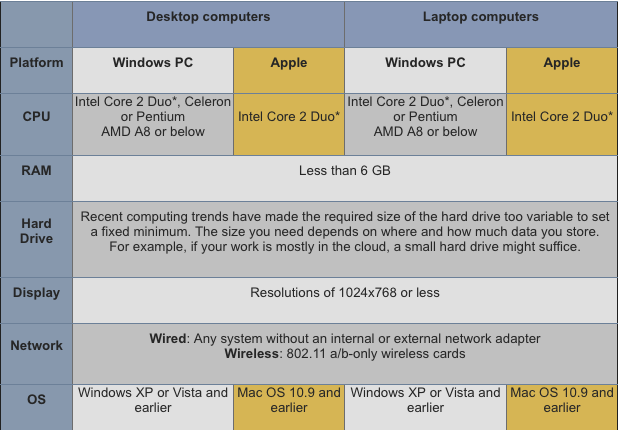 Desktop computers Laptop computers
Platform Windows PC Apple Windows PC Apple
CPU
Intel Core 2 Duo*, Celeron
or Pentium
AMD A8 or below
Intel Core 2 Duo*
Intel Core 2 Duo*, Celeron
or Pentium
AMD A8 or below
Intel Core 2 Duo*
RAM Less than 6 GB
Hard
Drive
Recent computing trends have made the required size of the hard drive too variable to set
a fixed minimum. The size you need depends on where and how much data you store.
For example, if your work is mostly in the cloud, a small hard drive might suffice.
Display Resolutions of 1024x768 or less
Network
Wired: Any system without an internal or external network adapter
Wireless: 802.11 a/b-only wireless cards
OS
Windows XP or Vista and
earlier
Mac OS 10.9 and
earlier
Windows XP or Vista and
earlier
Mac OS 10.9 and
earlier